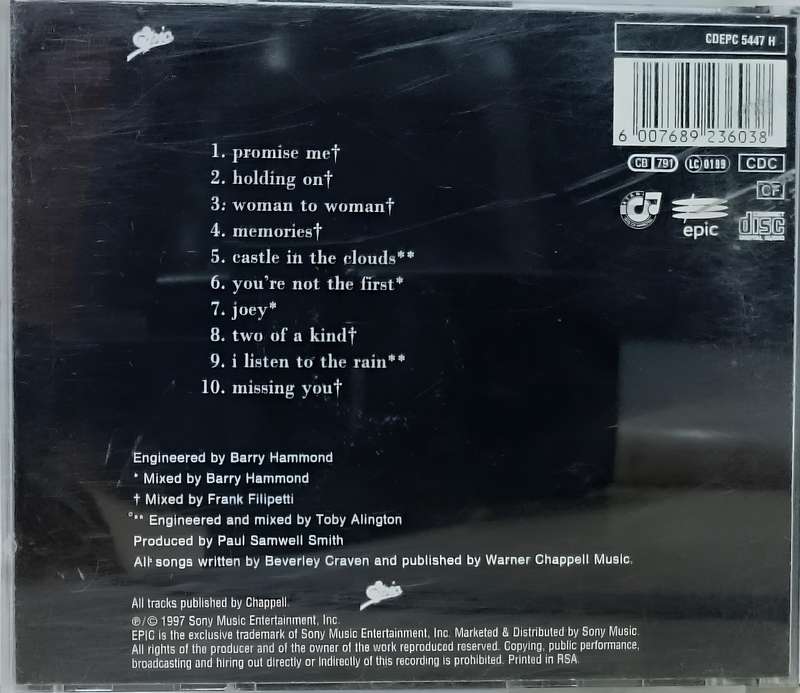 Epic
CDEPC 5447 H
6 007689 236038
CB 791 LC 0199 CDC
CF
epic
COMPACT
disc
DIGITAL AUDIO
1. promise me†
2. holding on†
3: woman to woman†
4. memories†
5. castle in the clouds**
6. you're not the first*
7. joey*
8. two of a kind†
9. i listen to the rain**
10. missing you†
Engineered by Barry Hammond
* Mixed by Barry Hammond
† Mixed by Frank Filipetti
** Engineered and mixed by Toby Alington
Produced by Paul Samwell Smith
All songs written by Beverley Craven and published by Warner Chappell Music.
Epic
All tracks published by Chappell
℗/© 1997 Sony Music Entertainment, Inc.
EPIC is the exclusive trademark of Sony Music Entertainment, Inc. Marketed & Distributed by Sony Music
All rights of the producer and of the owner of the work reproduced reserved. Copying, public performance,
broadcasting and hiring out directly or Indirectly of this recording is prohibited. Printed in RSA.